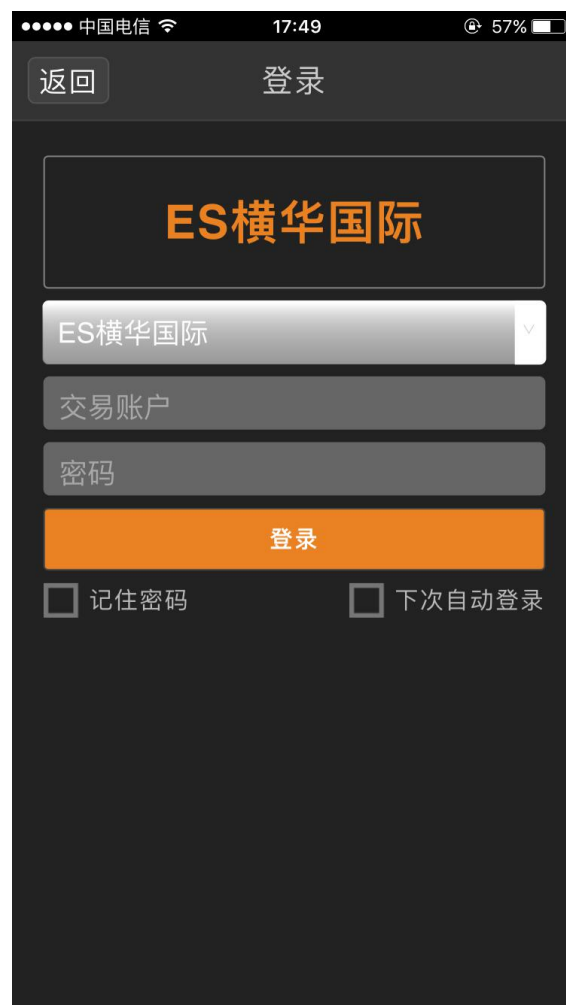 中国电信 17:49 57%
返回 登录
ES横华国际
ES横华国际
交易账户
密码
登录
记住密码 下次自动登录